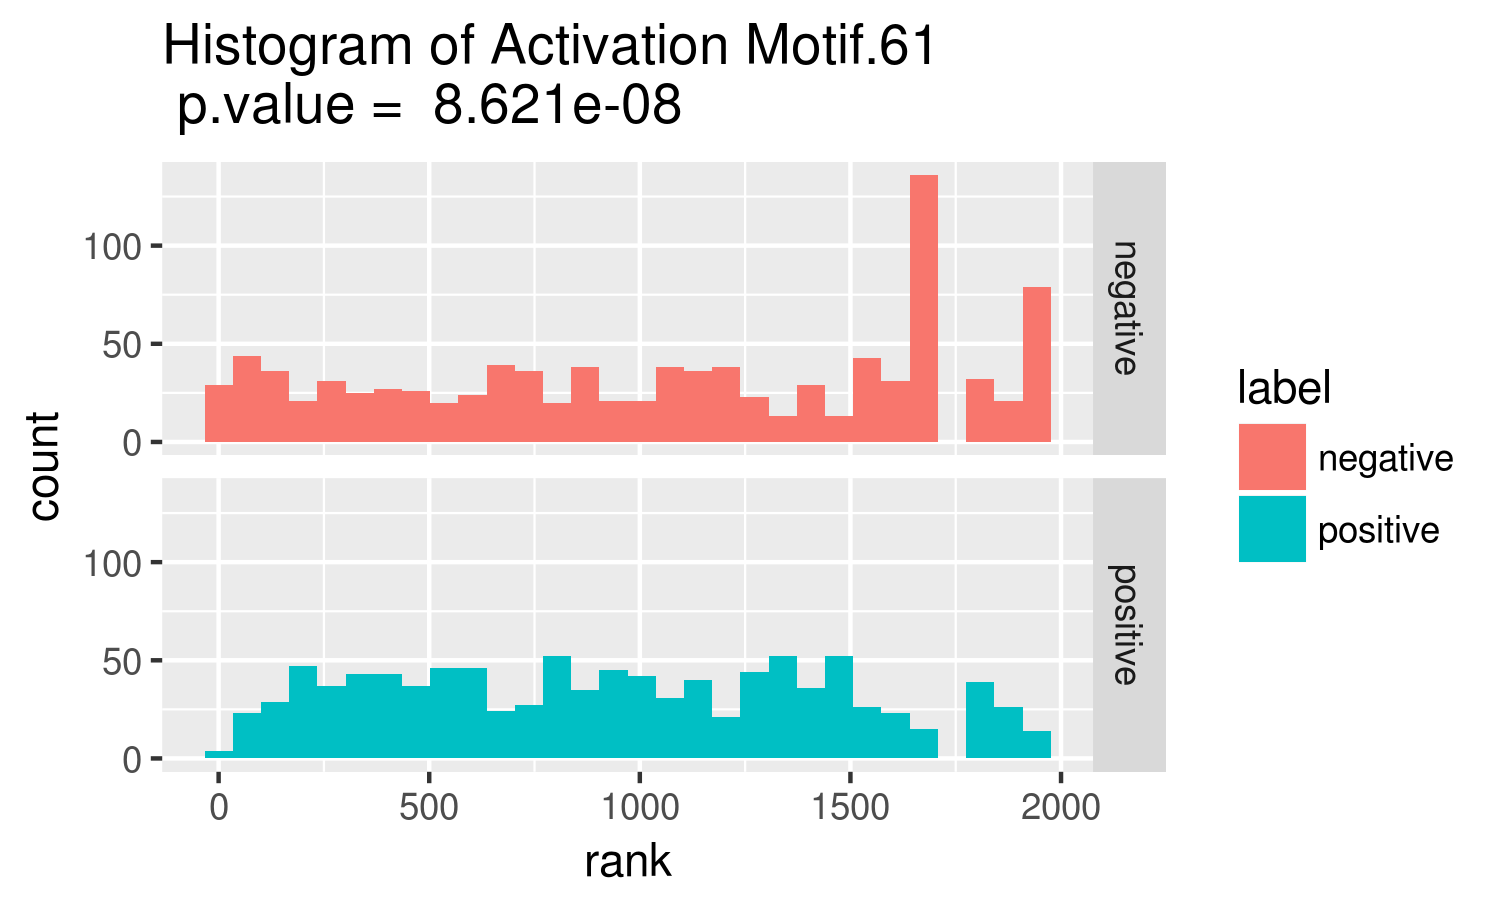 Histogram of Activation Motif.61
p.value =  8.621e-08
100
50
0
negative
100
50
0
positive
count
0 500 1000 1500 2000
rank
label
negative
positive